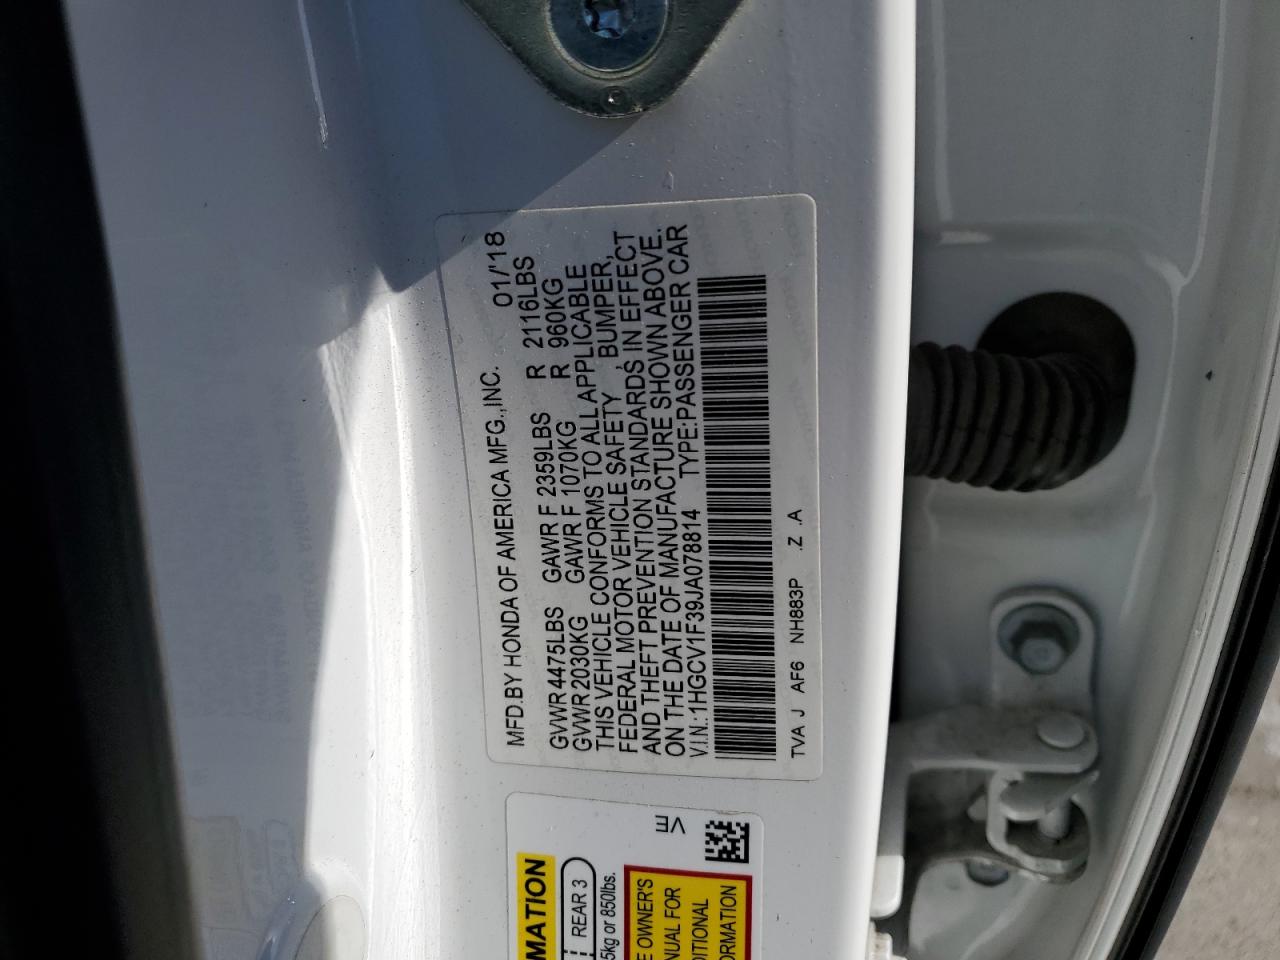 MFD.BY HONDA OF AMERICA MFG.,INC. 01/'18
GVWR 4475LBS GAWR F 2359LBS R 2116LBS
GVWR 2030KG GAWR F 1070KG R 960KG
THIS VEHICLE CONFORMS TO ALL APPLICABLE
FEDERAL MOTOR VEHICLE SAFETY , BUMPER,
AND THEFT PREVENTION STANDARDS IN EFFECT
ON THE DATE OF MANUFACTURE SHOWN ABOVE.
V.I.N.:1HGCV1F39JA078814 TYPE:PASSENGER CAR
TVA J AF6 NH883P .Z .A
VE
MATION
REAR 3
5kg or 850lbs.
E OWNER'S
NUAL FOR
DITIONAL
ORMATION